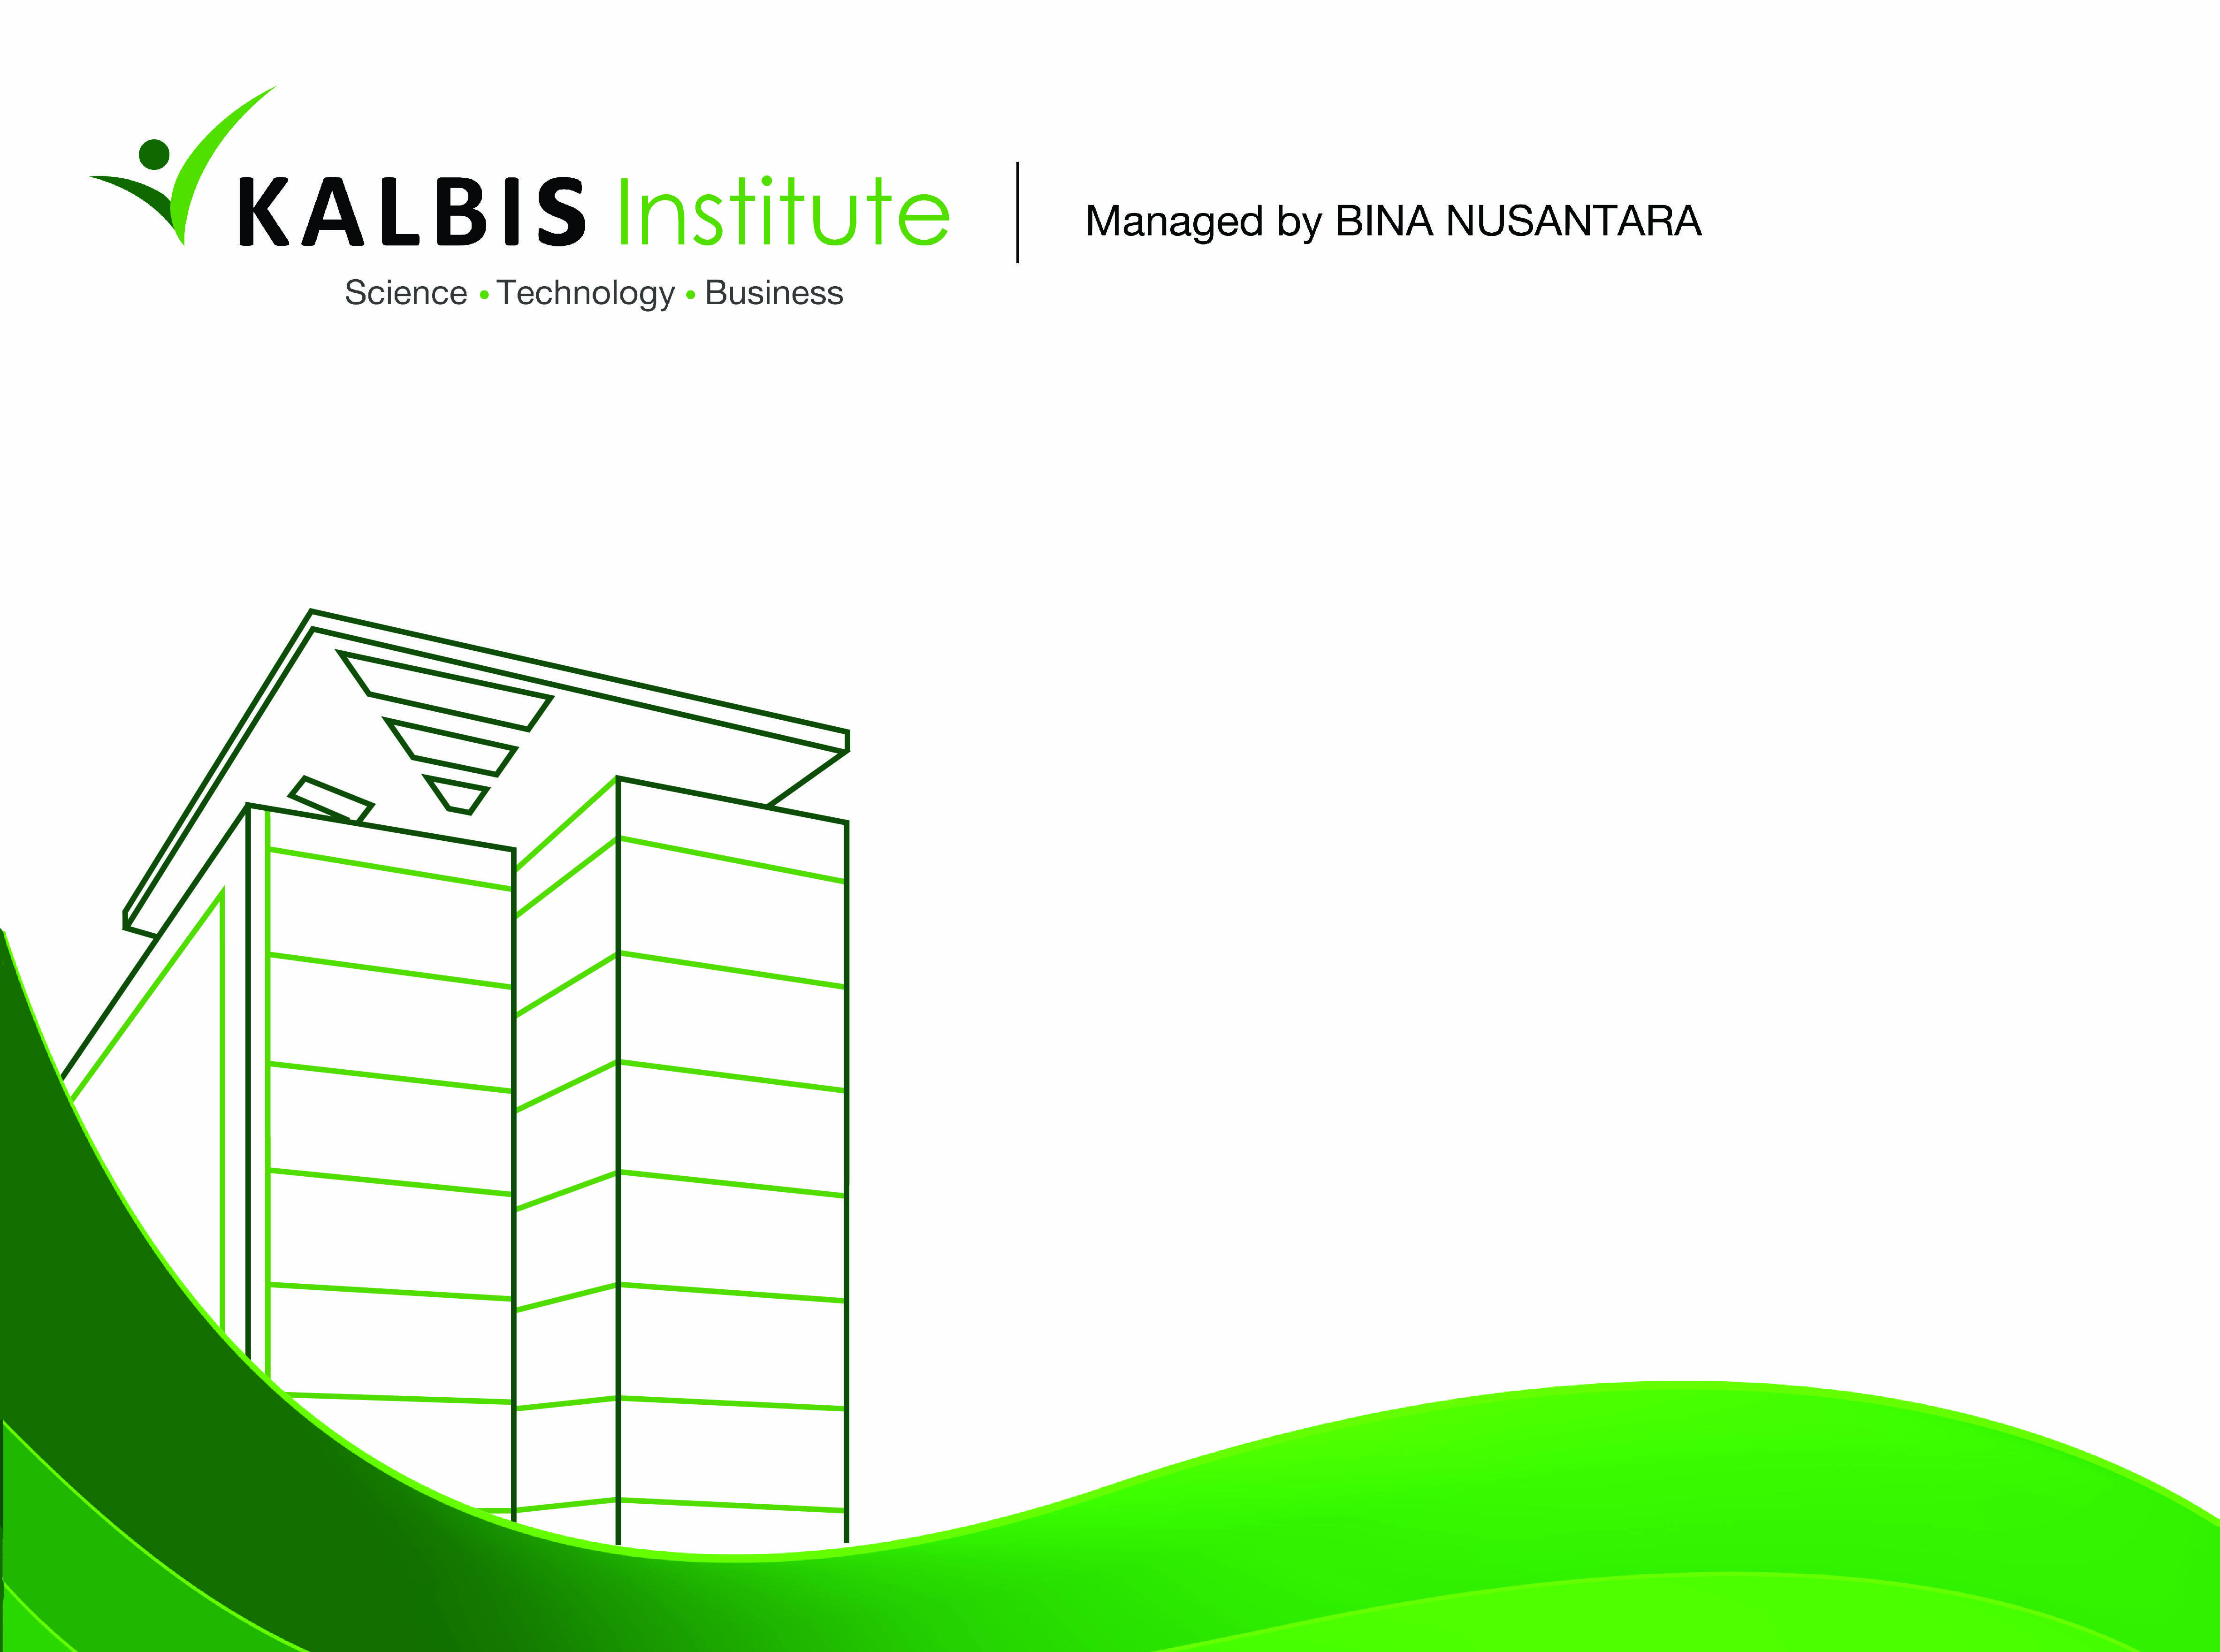 KALBIS Institute
Science • Technology • Business
Managed by BINA NUSANTARA